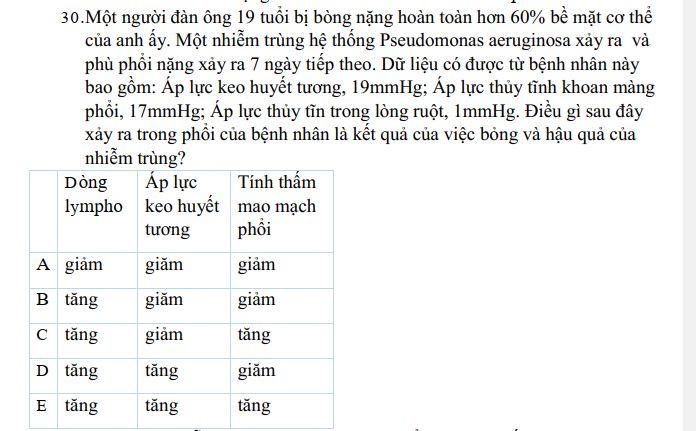 30.Một người đàn ông 19 tuổi bị bỏng nặng hoàn toàn hơn 60% bề mặt cơ thể
của anh ấy. Một nhiễm trùng hệ thống Pseudomonas aeruginosa xảy ra và
phù phổi nặng xảy ra 7 ngày tiếp theo. Dữ liệu có được từ bệnh nhân này
bao gồm: Áp lực keo huyết tương, 19mmHg; Áp lực thủy tĩnh khoan màng
phổi, 17mmHg; Áp lực thủy tĩn trong lòng ruột, 1mmHg. Điều gì sau đây
xảy ra trong phổi của bệnh nhân là kết quả của việc bỏng và hậu quả của
nhiễm trùng?
Dòng lympho Áp lực keo huyết tương Tính thấm mao mạch phổi
A giảm giãm giảm
B tăng giãm giảm
C tăng giảm tăng
D tăng tăng giãm
E tăng tăng tăng